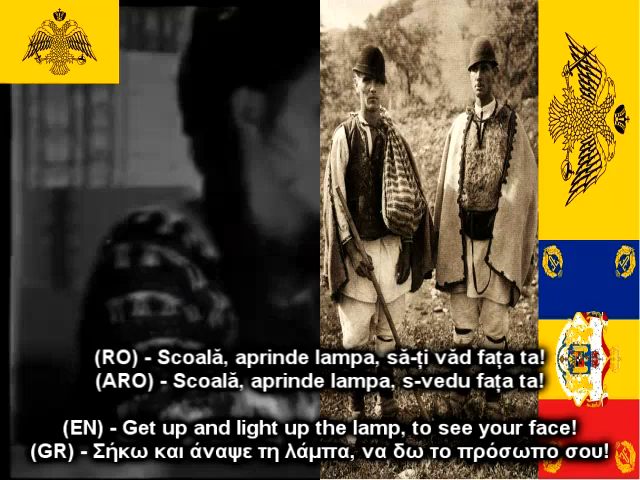 (RO) - Scoală, aprinde lampa, să-ți văd fața ta!
(ARO) - Scoală, aprinde lampa, s-vedu fața ta!
(EN) - Get up and light up the lamp, to see your face!
(GR) - Σήκω και άναψε τη λάμπα, να δω το πρόσωπο σου!